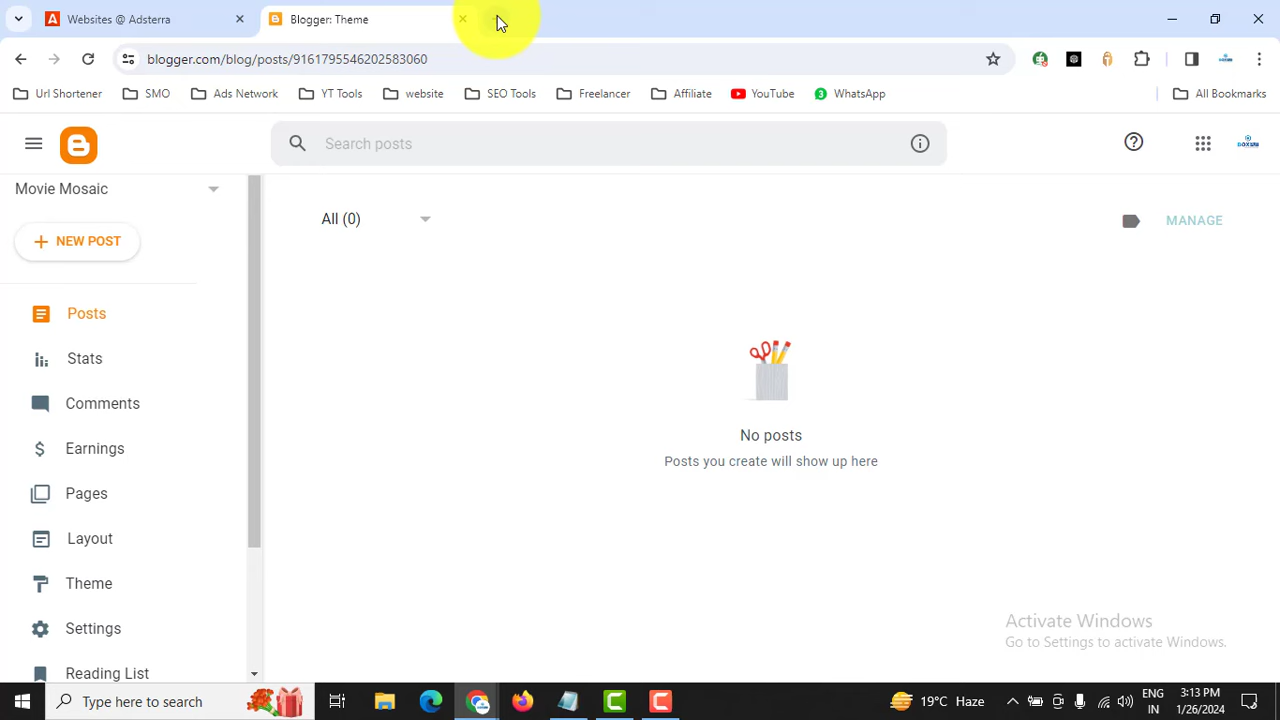 Websites @ Adsterra
Blogger: Theme
blogger.com/blog/posts/9161795546202583060
Url Shortener
SMO
Ads Network
YT Tools
website
SEO Tools
Freelancer
Affiliate
YouTube
WhatsApp
All Bookmarks
Search posts
Movie Mosaic
NEW POST
All (0)
MANAGE
Posts
Stats
Comments
Earnings
Pages
Layout
Theme
Settings
Reading List
No posts
Posts you create will show up here
Activate Windows
Go to Settings to activate Windows.
Type here to search
19°C Haze
ENG
IN
3:13 PM
1/26/2024